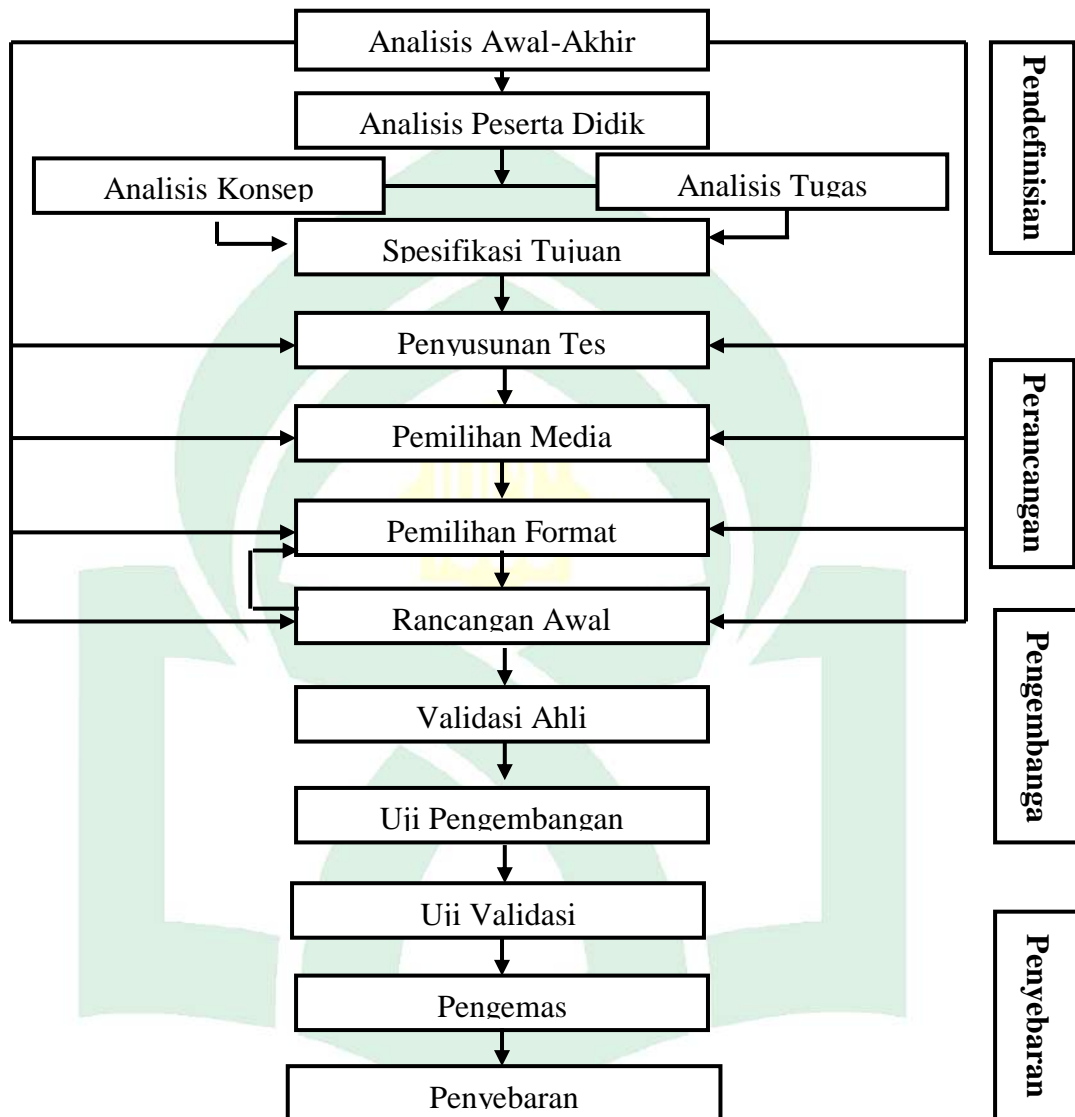 Analisis Awal-Akhir
Analisis Peserta Didik
Analisis Konsep
Analisis Tugas
Spesifikasi Tujuan
Penyusunan Tes
Pemilihan Media
Pemilihan Format
Rancangan Awal
Validasi Ahli
Uji Pengembangan
Uji Validasi
Pengemas
Penyebaran
Pendefinisian
Perancangan
Pengembanga
Penyebaran